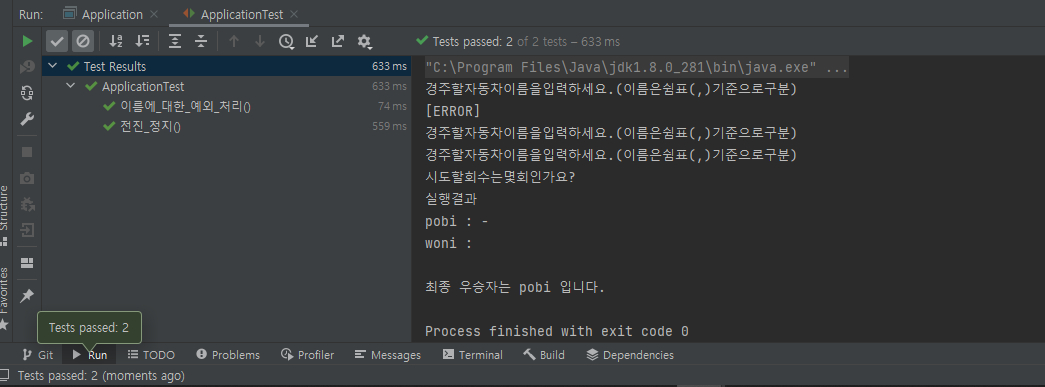 Run: Application × ApplicationTest ×
Tests passed: 2 of 2 tests – 633 ms
Test Results 633 ms
ApplicationTest 633 ms
이름에_대한_예외_처리() 74 ms
전진_정지() 559 ms
"C:\Program Files\Java\jdk1.8.0_281\bin\java.exe" ...
경주할자동차이름을입력하세요.(이름은쉼표(,)기준으로구분)
[ERROR]
경주할자동차이름을입력하세요.(이름은쉼표(,)기준으로구분)
경주할자동차이름을입력하세요.(이름은쉼표(,)기준으로구분)
시도할회수는몇회인가요?
실행결과
pobi : -
woni :
최종 우승자는 pobi 입니다.
Process finished with exit code 0
Structure
Favorites
Tests passed: 2
Git Run TODO Problems Profiler Messages Terminal Build Dependencies
Tests passed: 2 (moments ago)